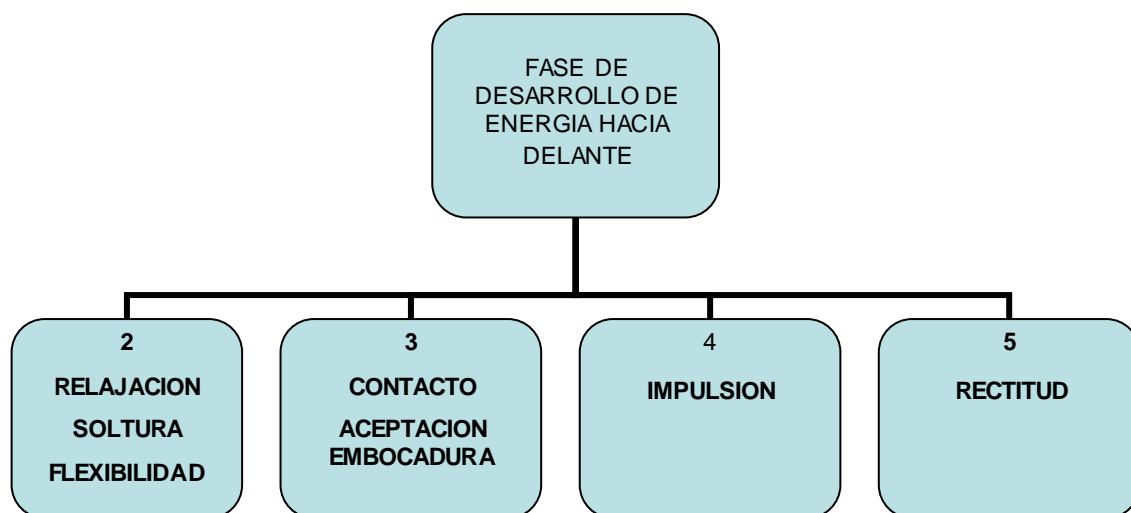 FASE DE
DESARROLLO DE
ENERGIA HACIA
DELANTE
2
RELAJACION
SOLTURA
FLEXIBILIDAD
3
CONTACTO
ACEPTACION
EMBOCADURA
4
IMPULSION
5
RECTITUD